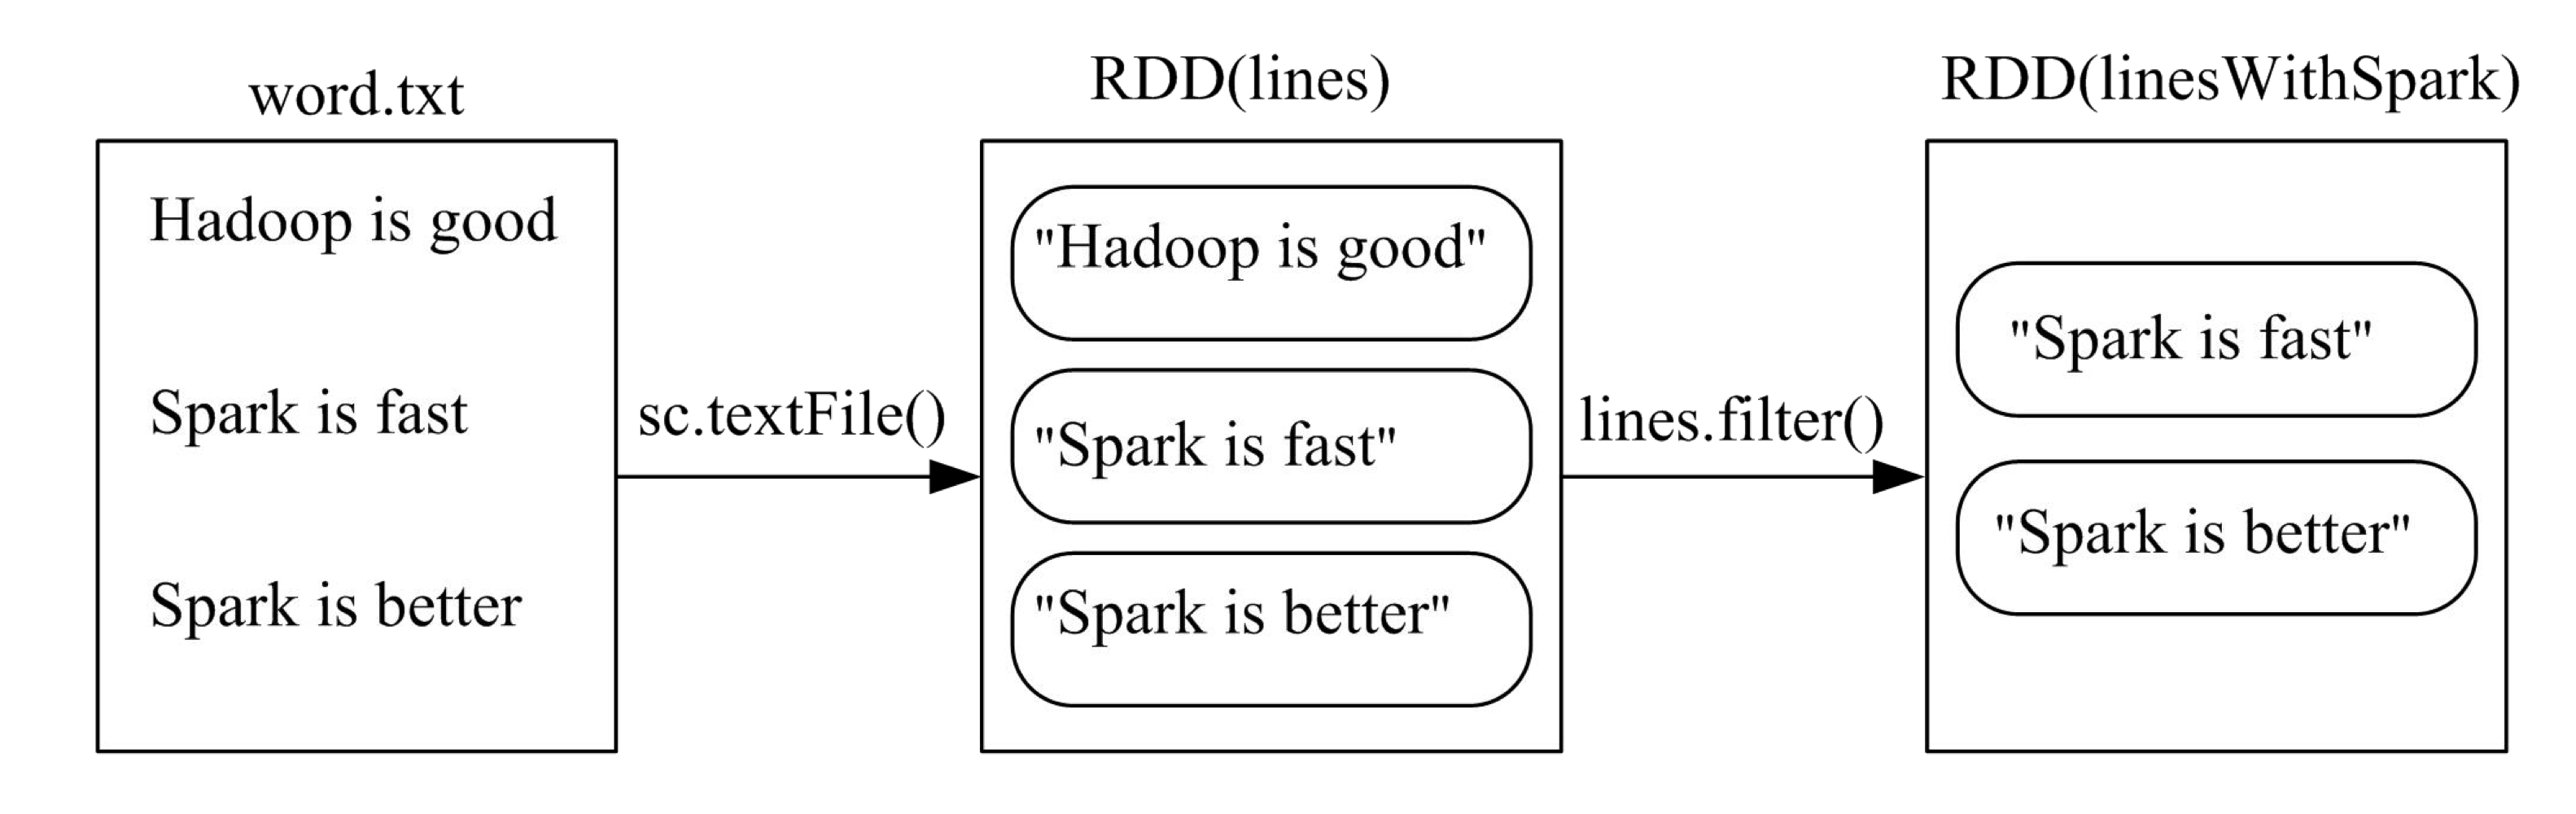 word.txt
Hadoop is good
Spark is fast
Spark is better
sc.textFile()
RDD(lines)
"Hadoop is good"
"Spark is fast"
"Spark is better"
lines.filter()
RDD(linesWithSpark)
"Spark is fast"
"Spark is better"